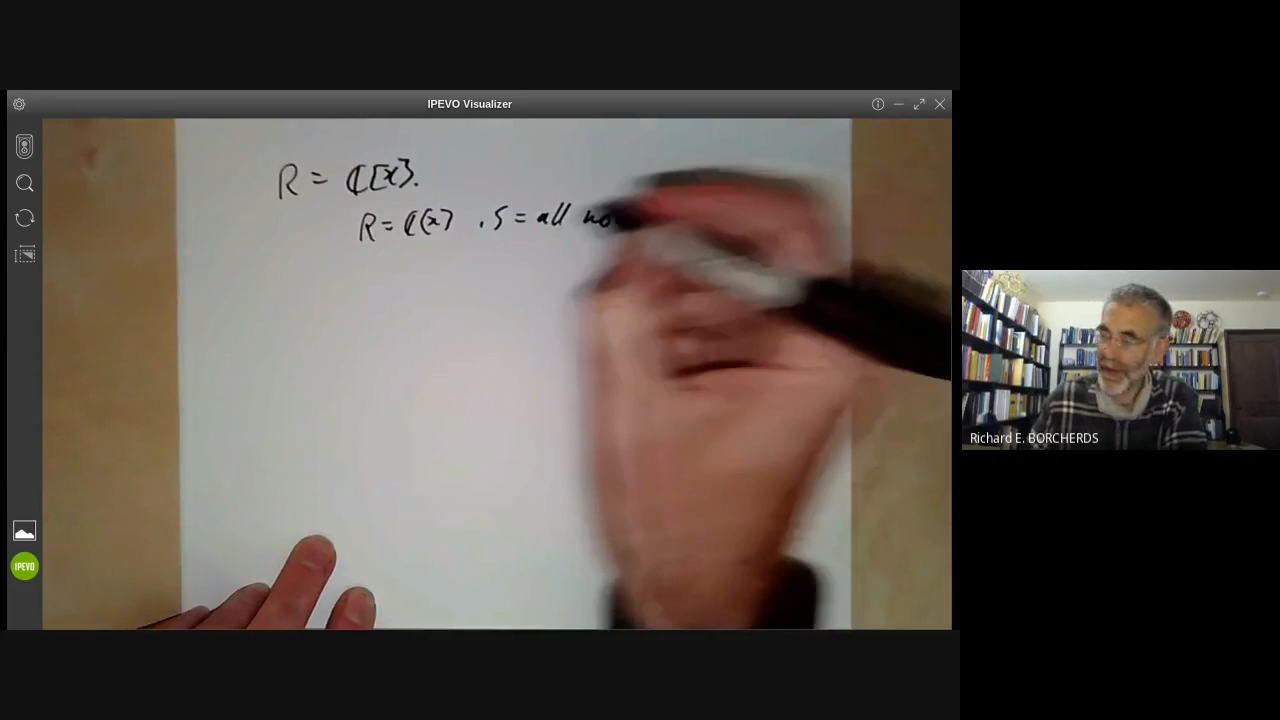 IPEVO Visualizer
R = ℂ[x].
R = ℂ[x] . S = all
IPEVO
Richard E. BORCHERDS